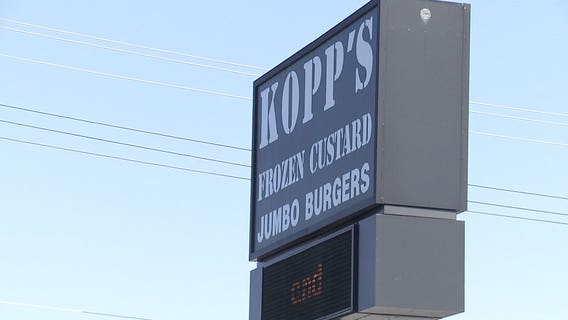 KOPP'S
FROZEN CUSTARD
JUMBO BURGERS
and